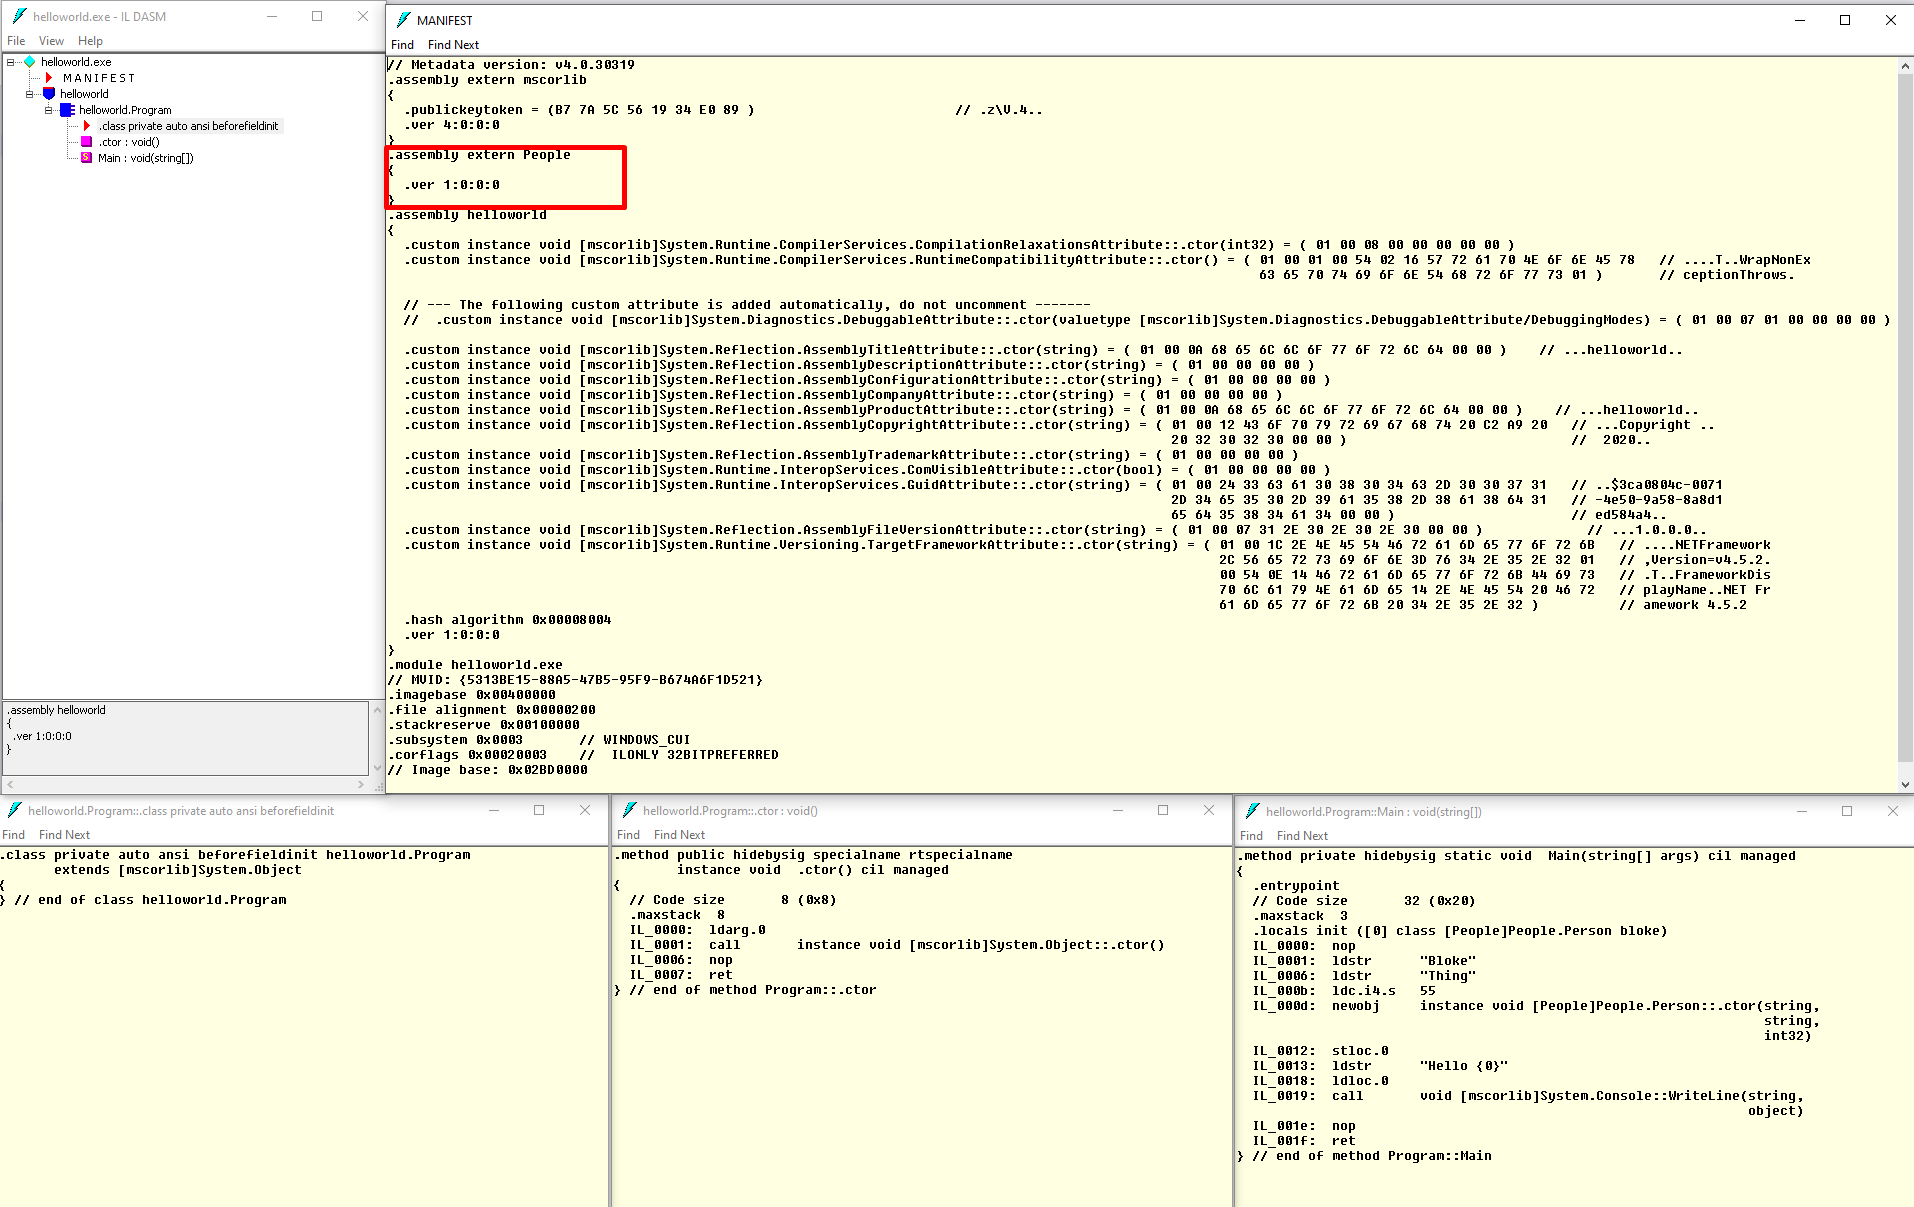 helloworld.exe - IL DASM
File View Help
helloworld.exe
MANIFEST
helloworld
helloworld.Program
.class private auto ansi beforefieldinit
.ctor : void()
Main : void(string[])
.assembly helloworld
{
.ver 1:0:0:0
}
MANIFEST
Find Find Next
// Metadata version: v4.0.30319
.assembly extern mscorlib
{
.publickeytoken = (B7 7A 5C 56 19 34 E0 89 ) // .z\V.4..
.ver 4:0:0:0
}
.assembly extern People
{
.ver 1:0:0:0
}
.assembly helloworld
{
.custom instance void [mscorlib]System.Runtime.CompilerServices.CompilationRelaxationsAttribute::.ctor(int32) = ( 01 00 08 00 00 00 00 00 )
.custom instance void [mscorlib]System.Runtime.CompilerServices.RuntimeCompatibilityAttribute::.ctor() = ( 01 00 01 00 54 02 16 57 72 61 70 4E 6F 6E 45 78 // ....T..WrapNonEx
63 65 70 74 69 6F 6E 54 68 72 6F 77 73 01 ) // ceptionThrows.
// --- The following custom attribute is added automatically, do not uncomment -------
// .custom instance void [mscorlib]System.Diagnostics.DebuggableAttribute::.ctor(valuetype [mscorlib]System.Diagnostics.DebuggableAttribute/DebuggingModes) = ( 01 00 07 01 00 00 00 00 )
.custom instance void [mscorlib]System.Reflection.AssemblyTitleAttribute::.ctor(string) = ( 01 00 0A 68 65 6C 6C 6F 77 6F 72 6C 64 00 00 ) // ...helloworld..
.custom instance void [mscorlib]System.Reflection.AssemblyDescriptionAttribute::.ctor(string) = ( 01 00 00 00 00 )
.custom instance void [mscorlib]System.Reflection.AssemblyConfigurationAttribute::.ctor(string) = ( 01 00 00 00 00 )
.custom instance void [mscorlib]System.Reflection.AssemblyCompanyAttribute::.ctor(string) = ( 01 00 00 00 00 )
.custom instance void [mscorlib]System.Reflection.AssemblyProductAttribute::.ctor(string) = ( 01 00 0A 68 65 6C 6C 6F 77 6F 72 6C 64 00 00 ) // ...helloworld..
.custom instance void [mscorlib]System.Reflection.AssemblyCopyrightAttribute::.ctor(string) = ( 01 00 12 43 6F 70 79 72 69 67 68 74 20 C2 A9 20 // ...Copyright ..
20 32 30 32 30 00 00 ) // 2020..
.custom instance void [mscorlib]System.Reflection.AssemblyTrademarkAttribute::.ctor(string) = ( 01 00 00 00 00 )
.custom instance void [mscorlib]System.Runtime.InteropServices.ComVisibleAttribute::.ctor(bool) = ( 01 00 00 00 00 )
.custom instance void [mscorlib]System.Runtime.InteropServices.GuidAttribute::.ctor(string) = ( 01 00 24 33 63 61 30 38 30 34 63 2D 30 30 37 31 // ..$3ca0804c-0071
2D 34 65 35 30 2D 39 61 35 38 2D 38 61 38 64 31 // -4e50-9a58-8a8d1
65 64 35 38 34 61 34 00 00 ) // ed584a4..
.custom instance void [mscorlib]System.Reflection.AssemblyFileVersionAttribute::.ctor(string) = ( 01 00 07 31 2E 30 2E 30 2E 30 00 00 ) // ...1.0.0.0..
.custom instance void [mscorlib]System.Runtime.Versioning.TargetFrameworkAttribute::.ctor(string) = ( 01 00 1C 2E 4E 45 54 46 72 61 6D 65 77 6F 72 6B // ....NETFramework
2C 56 65 72 73 69 6F 6E 3D 76 34 2E 35 2E 32 01 // ,Version=v4.5.2.
00 54 0E 14 46 72 61 6D 65 77 6F 72 6B 44 69 73 // .T..FrameworkDis
70 6C 61 79 4E 61 6D 65 14 2E 4E 45 54 20 46 72 // playName..NET Fr
61 6D 65 77 6F 72 6B 20 34 2E 35 2E 32 ) // amework 4.5.2
.hash algorithm 0x00008004
.ver 1:0:0:0
}
.module helloworld.exe
// MVID: {5313BE15-88A5-47B5-95F9-B674A6F1D521}
.imagebase 0x00400000
.file alignment 0x00000200
.stackreserve 0x00100000
.subsystem 0x0003 // WINDOWS_CUI
.corflags 0x00020003 // ILONLY 32BITPREFERRED
// Image base: 0x02BD0000
helloworld.Program::.class private auto ansi beforefieldinit
Find Find Next
.class private auto ansi beforefieldinit helloworld.Program
extends [mscorlib]System.Object
{
} // end of class helloworld.Program
helloworld.Program::.ctor : void()
Find Find Next
.method public hidebysig specialname rtspecialname
instance void .ctor() cil managed
{
// Code size 8 (0x8)
.maxstack 8
IL_0000: ldarg.0
IL_0001: call instance void [mscorlib]System.Object::.ctor()
IL_0006: nop
IL_0007: ret
} // end of method Program::.ctor
helloworld.Program::Main : void(string[])
Find Find Next
.method private hidebysig static void Main(string[] args) cil managed
{
.entrypoint
// Code size 32 (0x20)
.maxstack 3
.locals init ([0] class [People]People.Person bloke)
IL_0000: nop
IL_0001: ldstr "Bloke"
IL_0006: ldstr "Thing"
IL_000b: ldc.i4.s 55
IL_000d: newobj instance void [People]People.Person::.ctor(string,
string,
int32)
IL_0012: stloc.0
IL_0013: ldstr "Hello {0}"
IL_0018: ldloc.0
IL_0019: call void [mscorlib]System.Console::WriteLine(string,
object)
IL_001e: nop
IL_001f: ret
} // end of method Program::Main